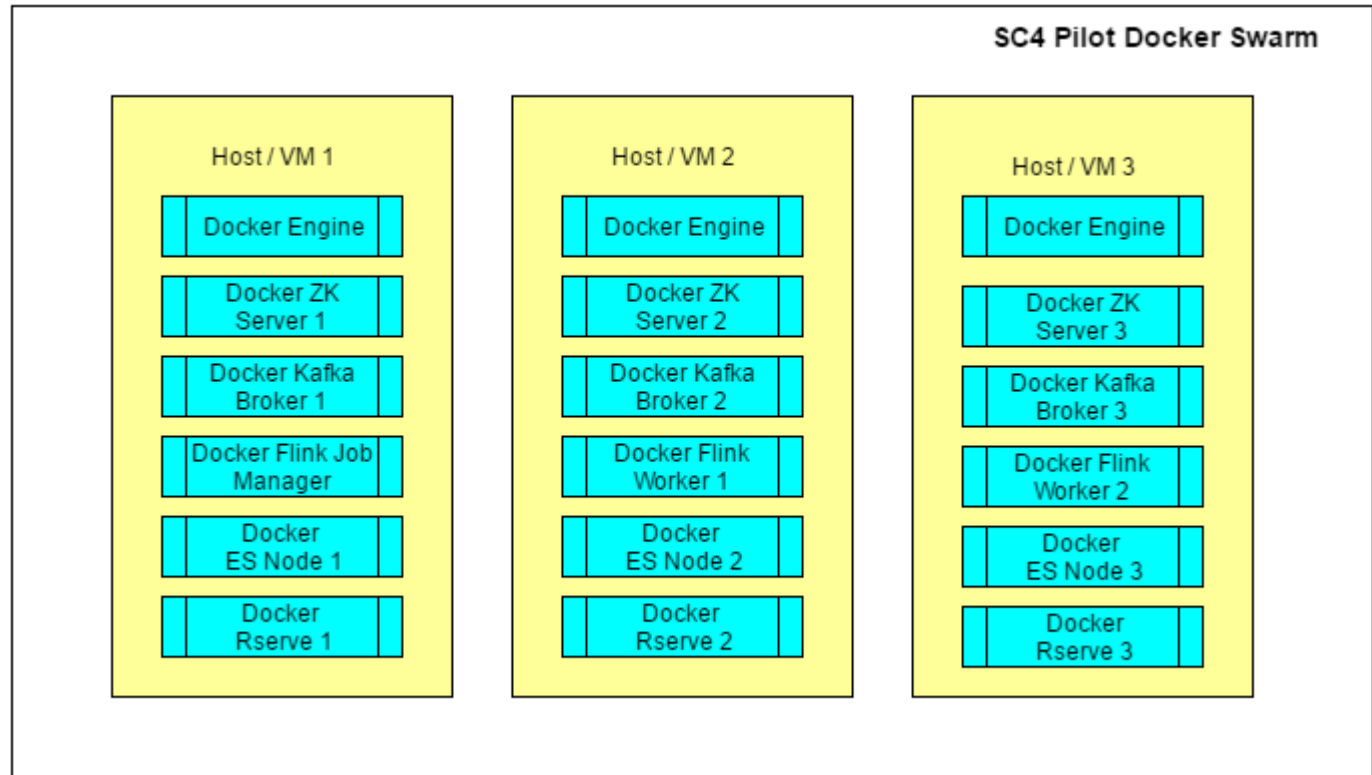 SC4 Pilot Docker Swarm
Host / VM 1
Docker Engine
Docker ZK
Server 1
Docker Kafka
Broker 1
Docker Flink Job
Manager
Docker
ES Node 1
Docker
Rserve 1
Host / VM 2
Docker Engine
Docker ZK
Server 2
Docker Kafka
Broker 2
Docker Flink
Worker 1
Docker
ES Node 2
Docker
Rserve 2
Host / VM 3
Docker Engine
Docker ZK
Server 3
Docker Kafka
Broker 3
Docker Flink
Worker 2
Docker
ES Node 3
Docker
Rserve 3